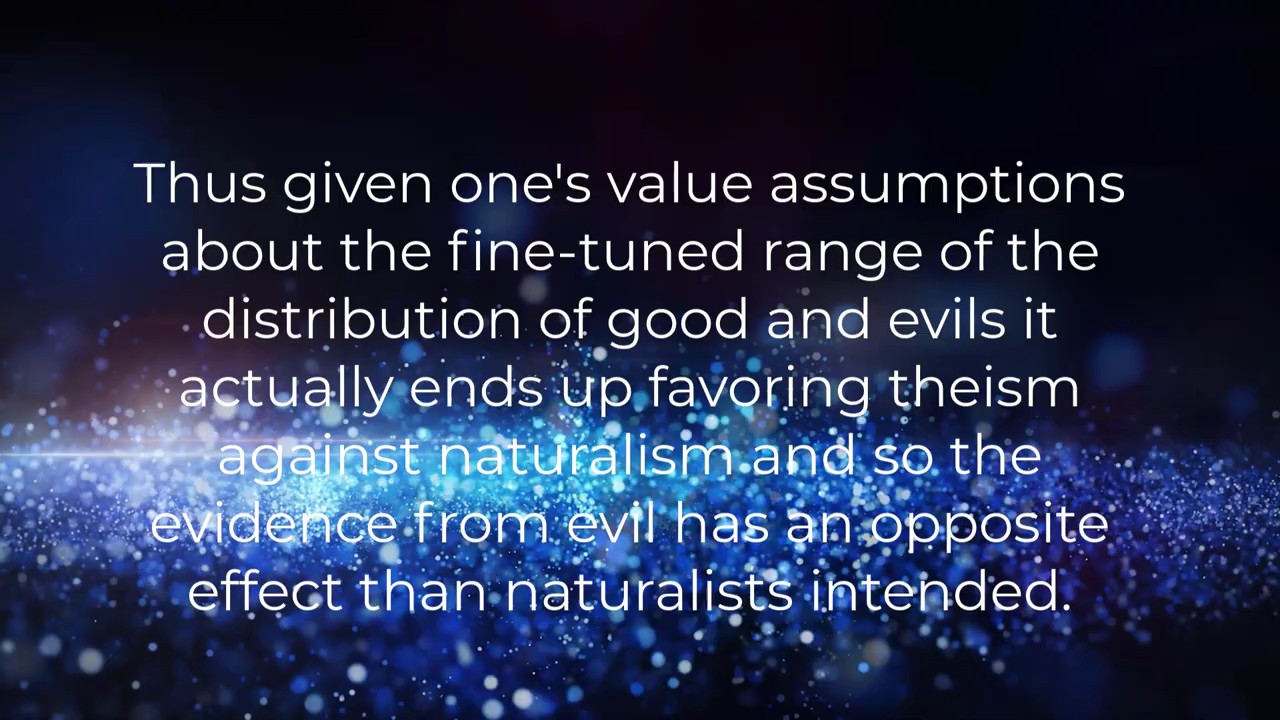 Thus given one's value assumptions
about the fine-tuned range of the
distribution of good and evils it
actually ends up favoring theism
against naturalism and so the
evidence from evil has an opposite
effect than naturalists intended.